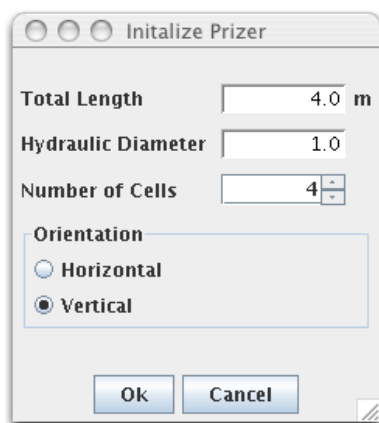 Initalize Prizer
Total Length 4.0 m
Hydraulic Diameter 1.0
Number of Cells 4
Orientation
Horizontal
Vertical
Ok Cancel